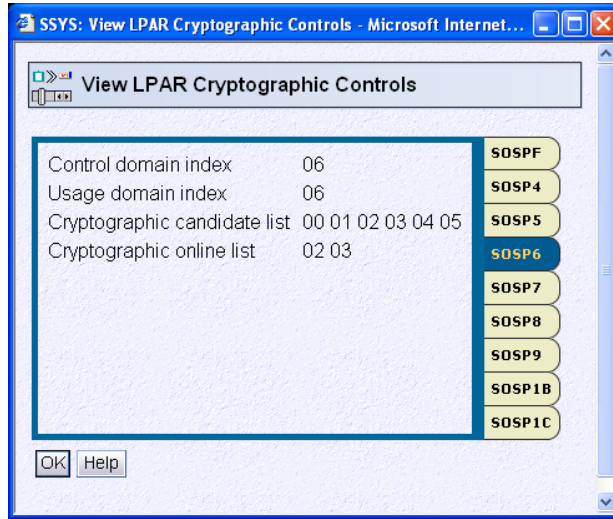 SSYS: View LPAR Cryptographic Controls - Microsoft Internet...
View LPAR Cryptographic Controls
Control domain index 06
Usage domain index 06
Cryptographic candidate list 00 01 02 03 04 05
Cryptographic online list 02 03
SOSPF
SOSP4
SOSP5
SOSP6
SOSP7
SOSP8
SOSP9
SOSP1B
SOSP1C
OK Help